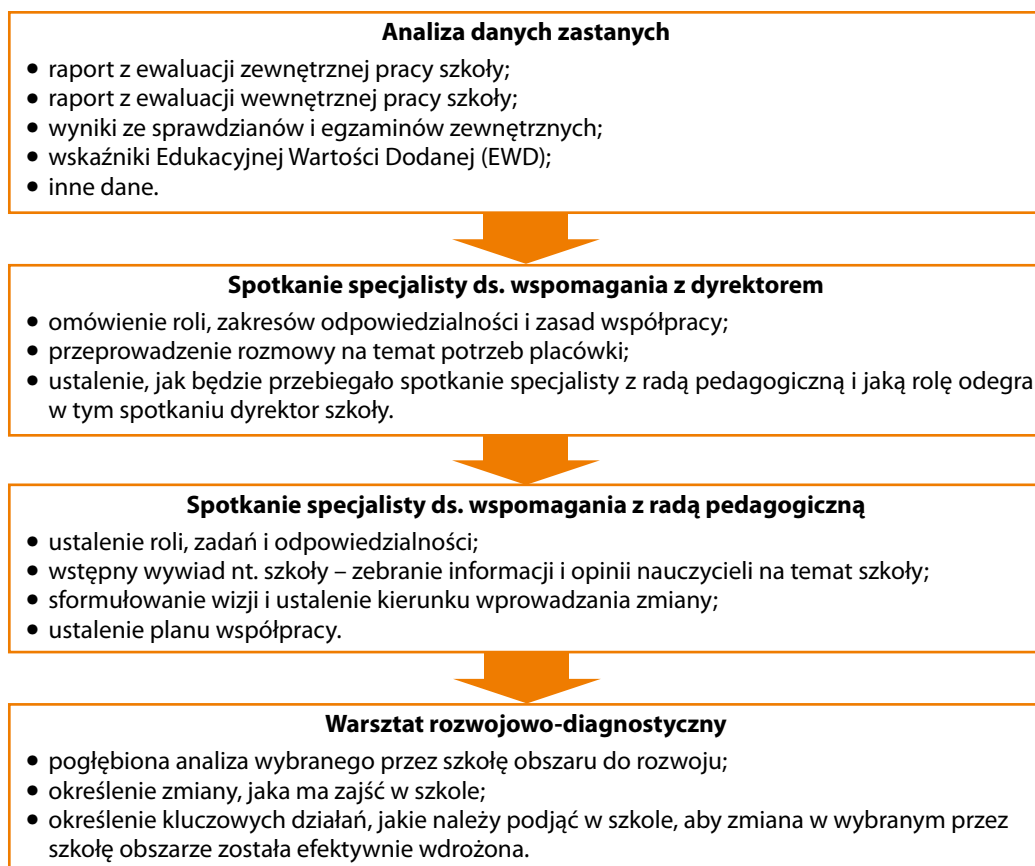 Analiza danych zastanych
• raport z ewaluacji zewnętrznej pracy szkoły;
• raport z ewaluacji wewnętrznej pracy szkoły;
• wyniki ze sprawdzianów i egzaminów zewnętrznych;
• wskaźniki Edukacyjnej Wartości Dodanej (EWD);
• inne dane.
Spotkanie specjalisty ds. wspomagania z dyrektorem
• omówienie roli, zakresów odpowiedzialności i zasad współpracy;
• przeprowadzenie rozmowy na temat potrzeb placówki;
• ustalenie, jak będzie przebiegało spotkanie specjalisty z radą pedagogiczną i jaką rolę odegra
w tym spotkaniu dyrektor szkoły.
Spotkanie specjalisty ds. wspomagania z radą pedagogiczną
• ustalenie roli, zadań i odpowiedzialności;
• wstępny wywiad nt. szkoły – zebranie informacji i opinii nauczycieli na temat szkoły;
• sformułowanie wizji i ustalenie kierunku wprowadzania zmiany;
• ustalenie planu współpracy.
Warsztat rozwojowo-diagnostyczny
• pogłębiona analiza wybranego przez szkołę obszaru do rozwoju;
• określenie zmiany, jaka ma zajść w szkole;
• określenie kluczowych działań, jakie należy podjąć w szkole, aby zmiana w wybranym przez
szkołę obszarze została efektywnie wdrożona.